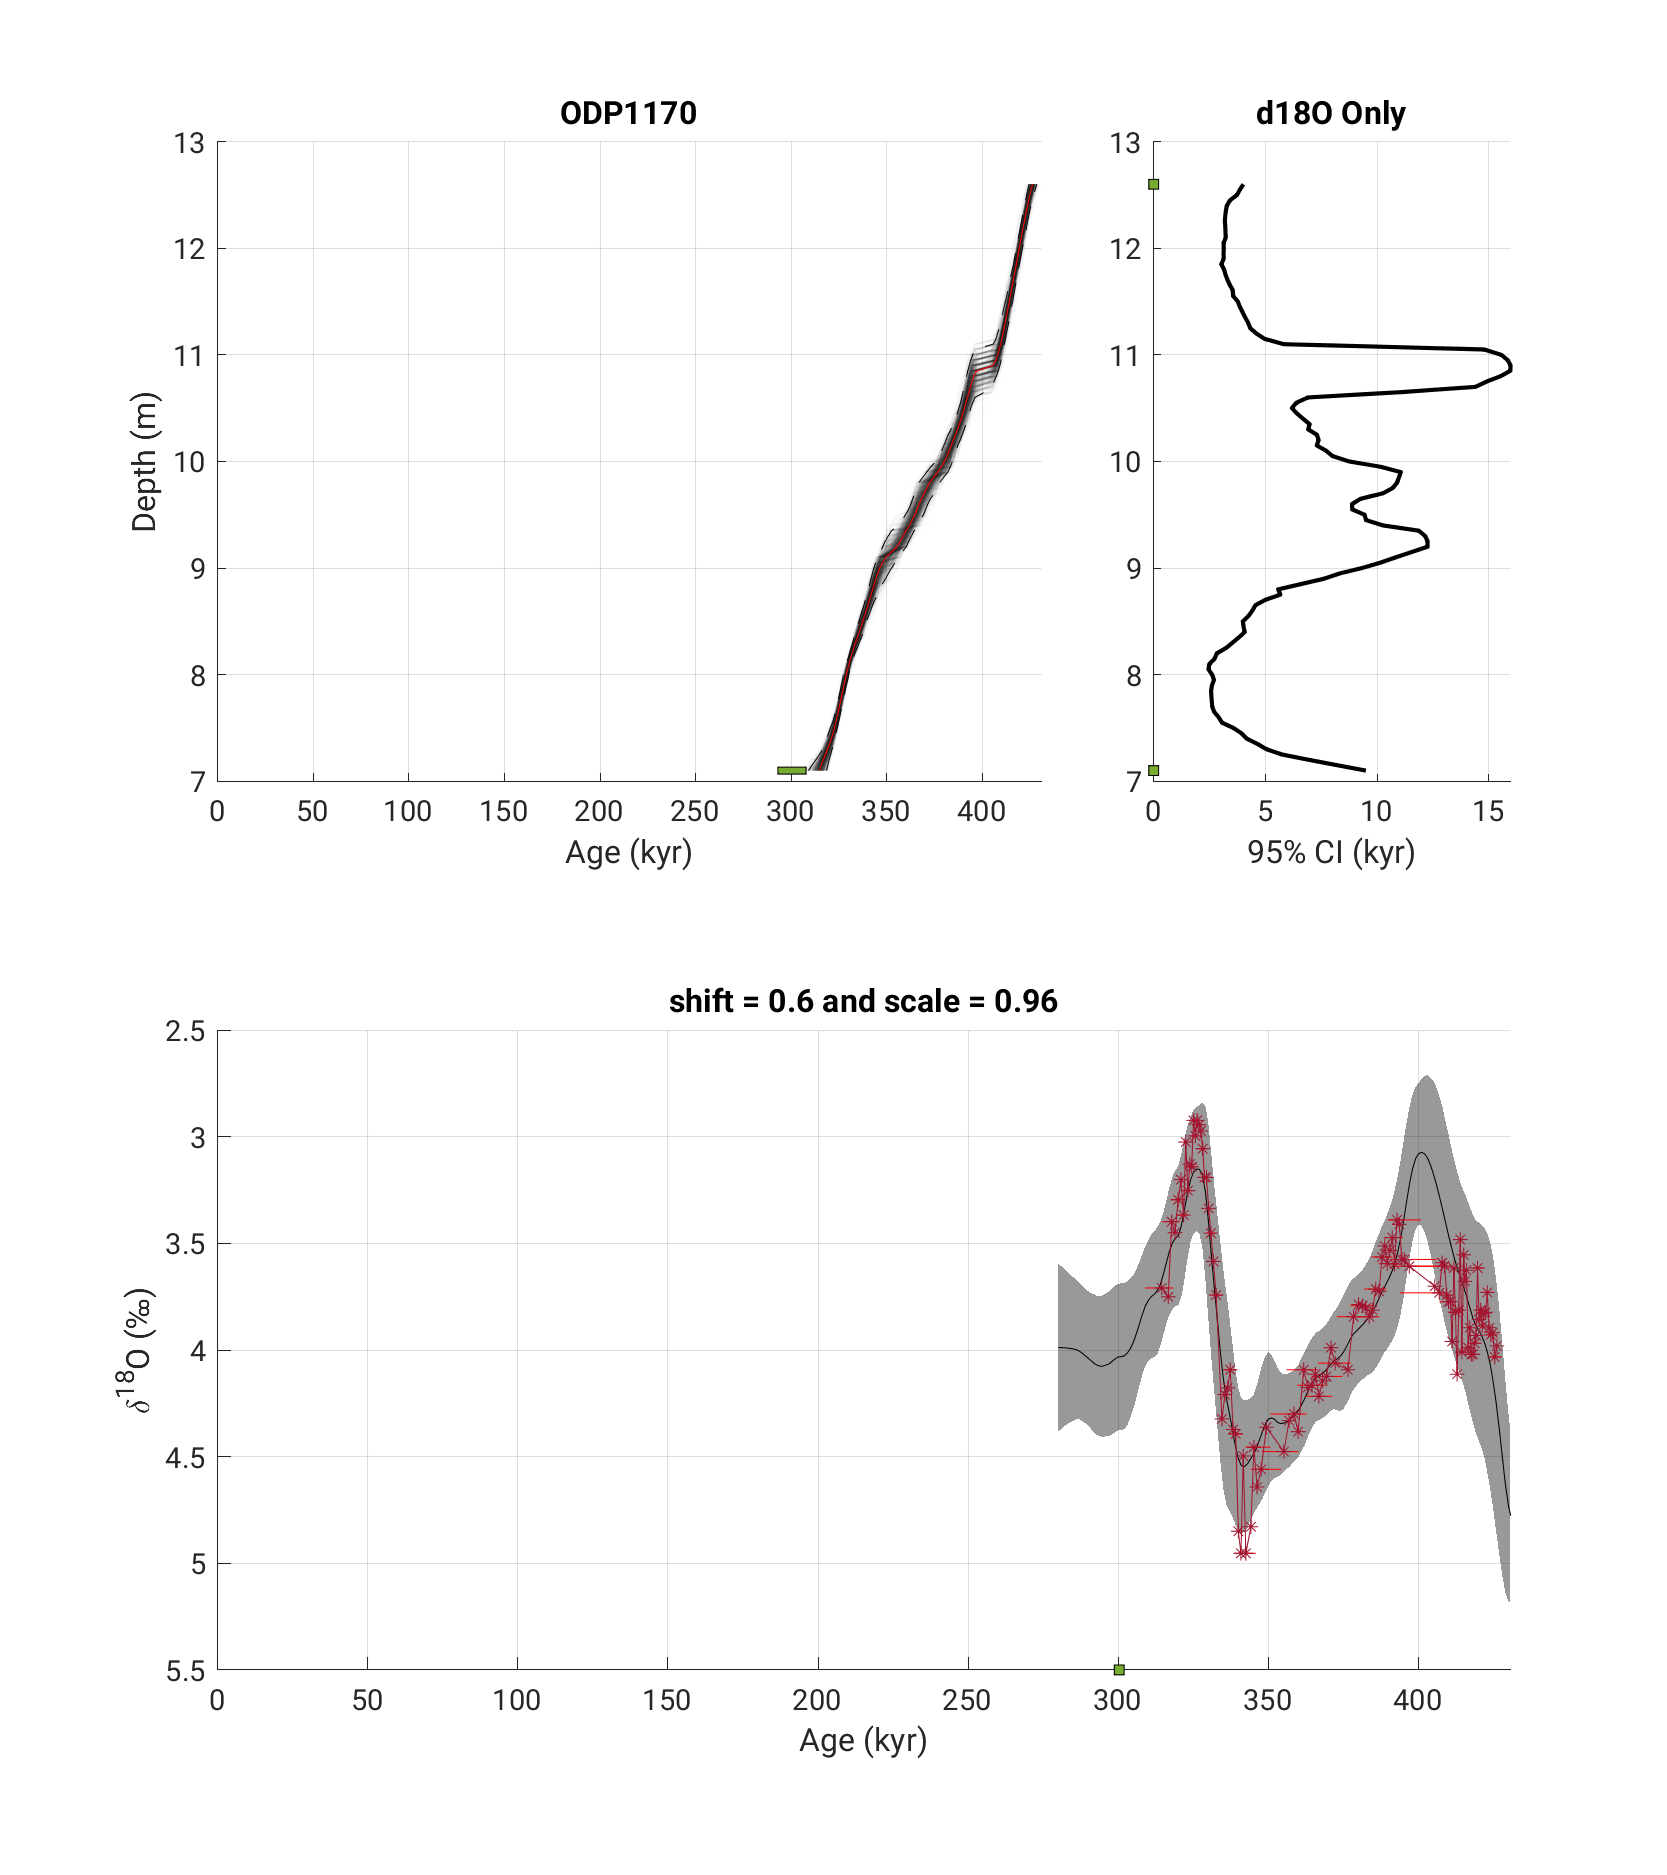 ODP1170
d18O Only
13
12
11
10
9
8
7
Depth (m)
0 50 100 150 200 250 300 350 400
Age (kyr)
13
12
11
10
9
8
7
0 5 10 15
95% CI (kyr)
shift = 0.6 and scale = 0.96
2.5
3
3.5
4
4.5
5
5.5
δ18O (‰)
0 50 100 150 200 250 300 350 400
Age (kyr)